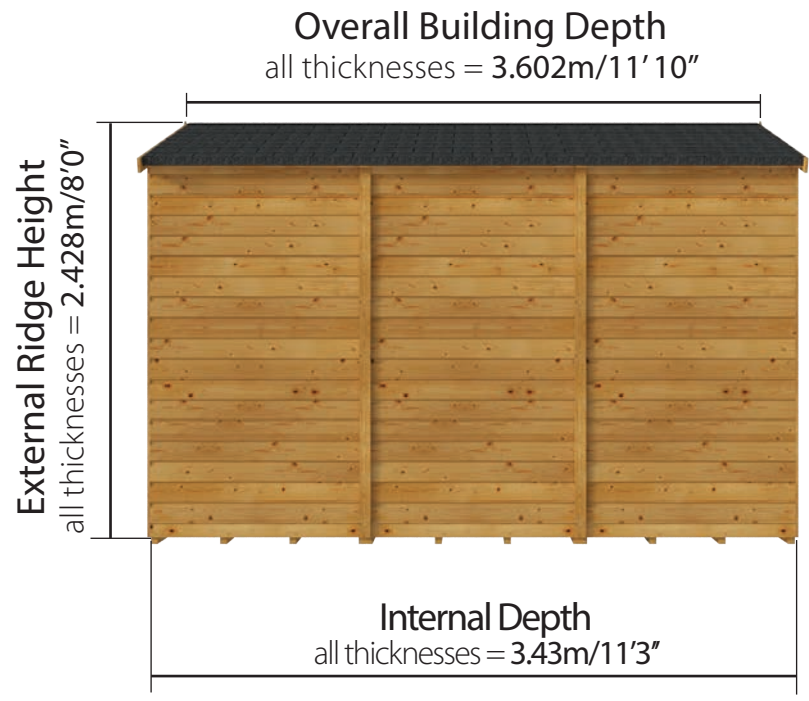 Overall Building Depth
all thicknesses = 3.602m/11' 10"
External Ridge Height
all thicknesses = 2.428m/8'0"
Internal Depth
all thicknesses = 3.43m/11'3"